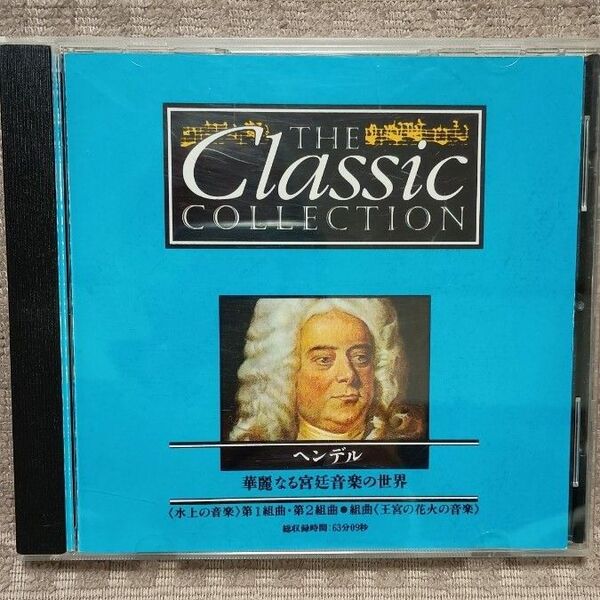 THE
Classic
COLLECTION
ヘンデル
華麗なる宮廷音楽の世界
〈水上の音楽〉第1組曲・第2組曲●組曲〈王宮の花火の音楽〉
総収録時間:63分09秒